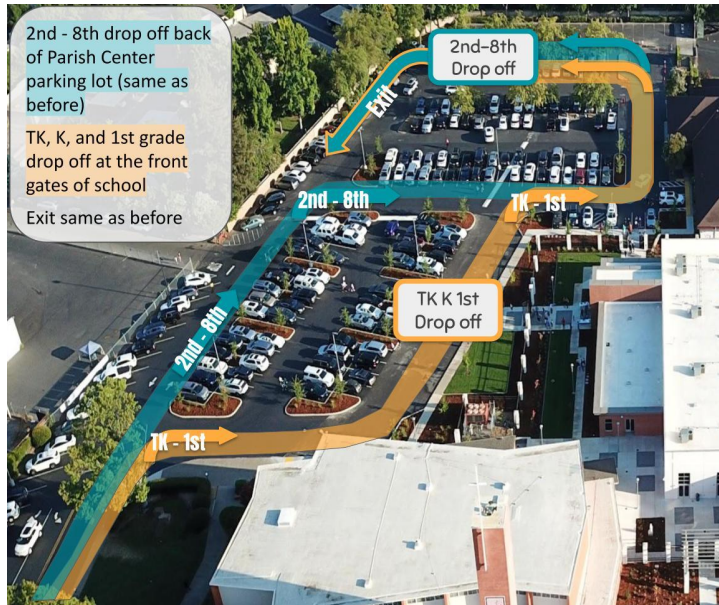 2nd - 8th drop off back
of Parish Center
parking lot (same as
before)
TK, K, and 1st grade
drop off at the front
gates of school
Exit same as before
2nd–8th
Drop off
Exit
2nd - 8th
TK - 1st
TK K 1st
Drop off
2nd - 8th
TK - 1st